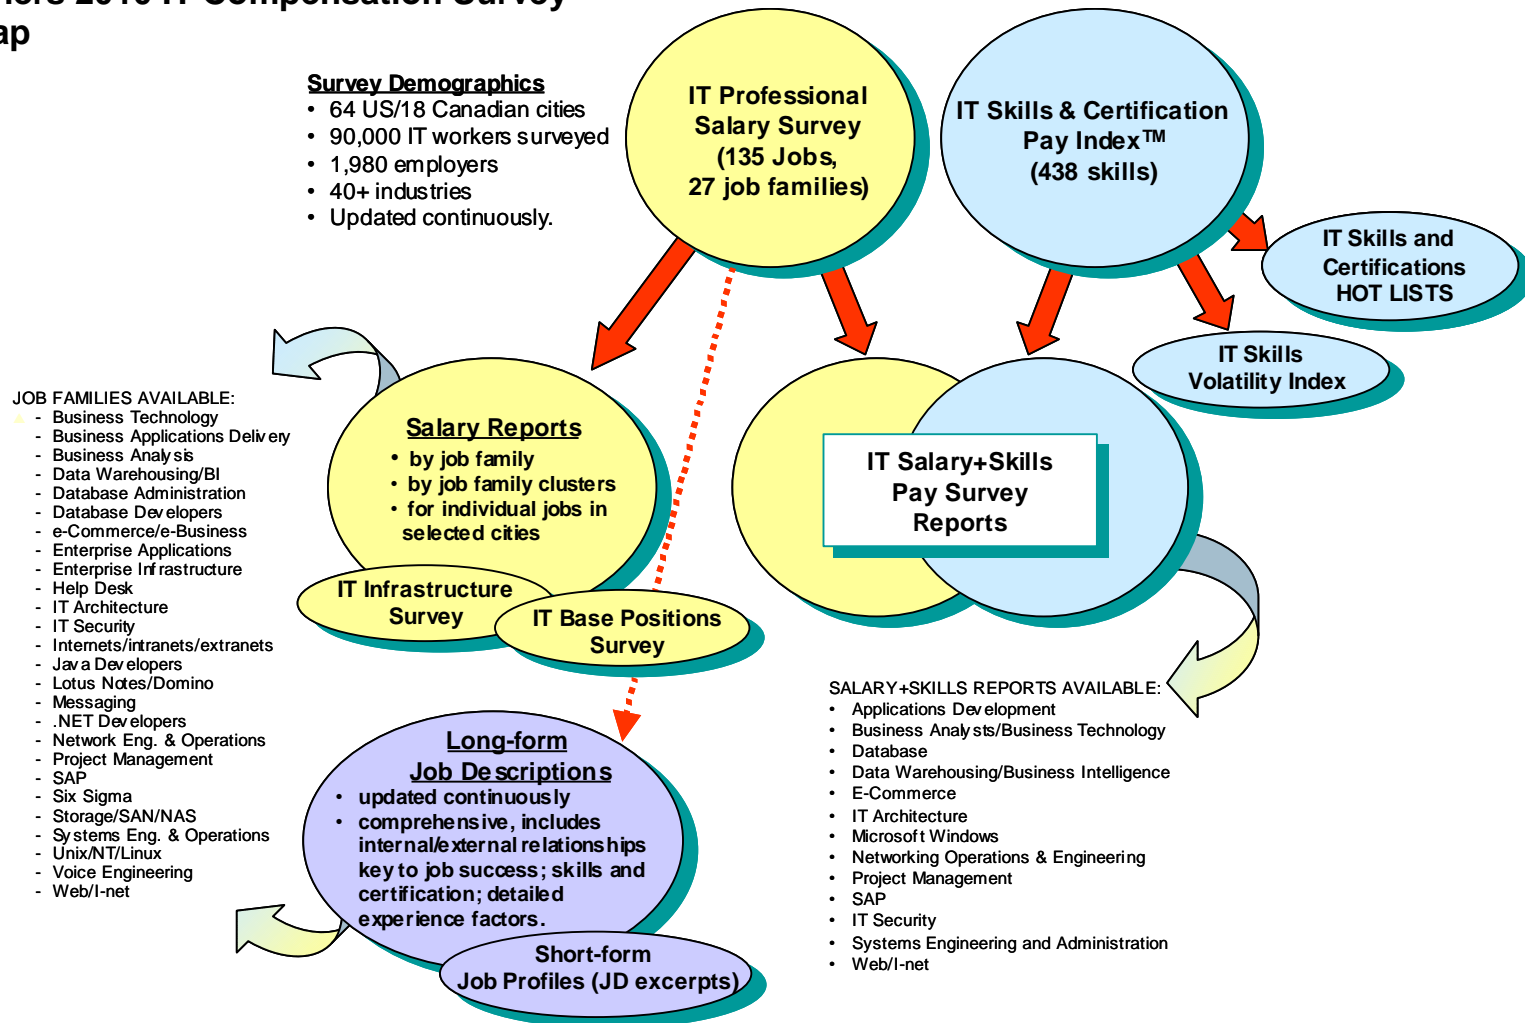 2010 IT Compensation Survey
Survey Demographics
• 64 US/18 Canadian cities
• 90,000 IT workers surveyed
• 1,980 employers
• 40+ industries
• Updated continuously.
IT Professional
Salary Survey
(135 Jobs,
27 job families)
IT Skills & Certification
Pay Index™
(438 skills)
IT Skills and
Certifications
HOT LISTS
IT Skills
Volatility Index
JOB FAMILIES AVAILABLE:
- Business Technology
- Business Applications Delivery
- Business Analysis
- Data Warehousing/BI
- Database Administration
- Database Developers
- e-Commerce/e-Business
- Enterprise Applications
- Enterprise Infrastructure
- Help Desk
- IT Architecture
- IT Security
- Internets/intranets/extranets
- Java Developers
- Lotus Notes/Domino
- Messaging
- .NET Developers
- Network Eng. & Operations
- Project Management
- SAP
- Six Sigma
- Storage/SAN/NAS
- Systems Eng. & Operations
- Unix/NT/Linux
- Voice Engineering
- Web/I-net
Salary Reports
• by job family
• by job family clusters
• for individual jobs in
selected cities
IT Infrastructure
Survey
IT Base Positions
Survey
IT Salary+Skills
Pay Survey
Reports
Long-form
Job Descriptions
• updated continuously
• comprehensive, includes
internal/external relationships
key to job success; skills and
certification; detailed
experience factors.
Short-form
Job Profiles (JD excerpts)
SALARY+SKILLS REPORTS AVAILABLE:
• Applications Development
• Business Analysts/Business Technology
• Database
• Data Warehousing/Business Intelligence
• E-Commerce
• IT Architecture
• Microsoft Windows
• Networking Operations & Engineering
• Project Management
• SAP
• IT Security
• Systems Engineering and Administration
• Web/I-net